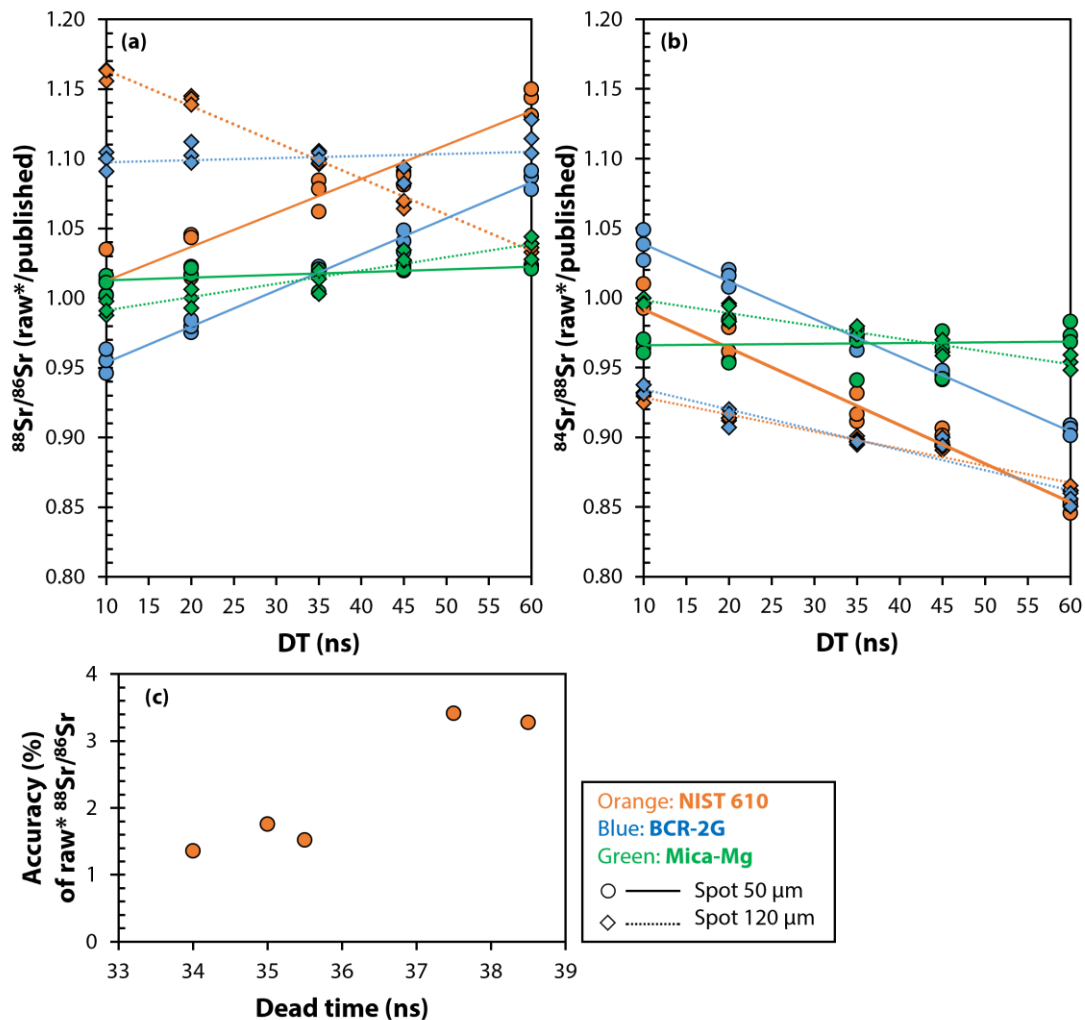 (a)
1.20
1.15
1.10
1.05
1.00
0.95
0.90
0.85
0.80
⁸⁸Sr/⁸⁶Sr (raw*/published)
10 15 20 25 30 35 40 45 50 55 60
DT (ns)
(b)
1.20
1.15
1.10
1.05
1.00
0.95
0.90
0.85
0.80
⁸⁴Sr/⁸⁸Sr (raw*/published)
10 15 20 25 30 35 40 45 50 55 60
DT (ns)
(c)
4
3
2
1
0
Accuracy (%)
of raw* ⁸⁸Sr/⁸⁶Sr
33 34 35 36 37 38 39
Dead time (ns)
Orange: NIST 610
Blue: BCR-2G
Green: Mica-Mg
Spot 50 µm
Spot 120 µm